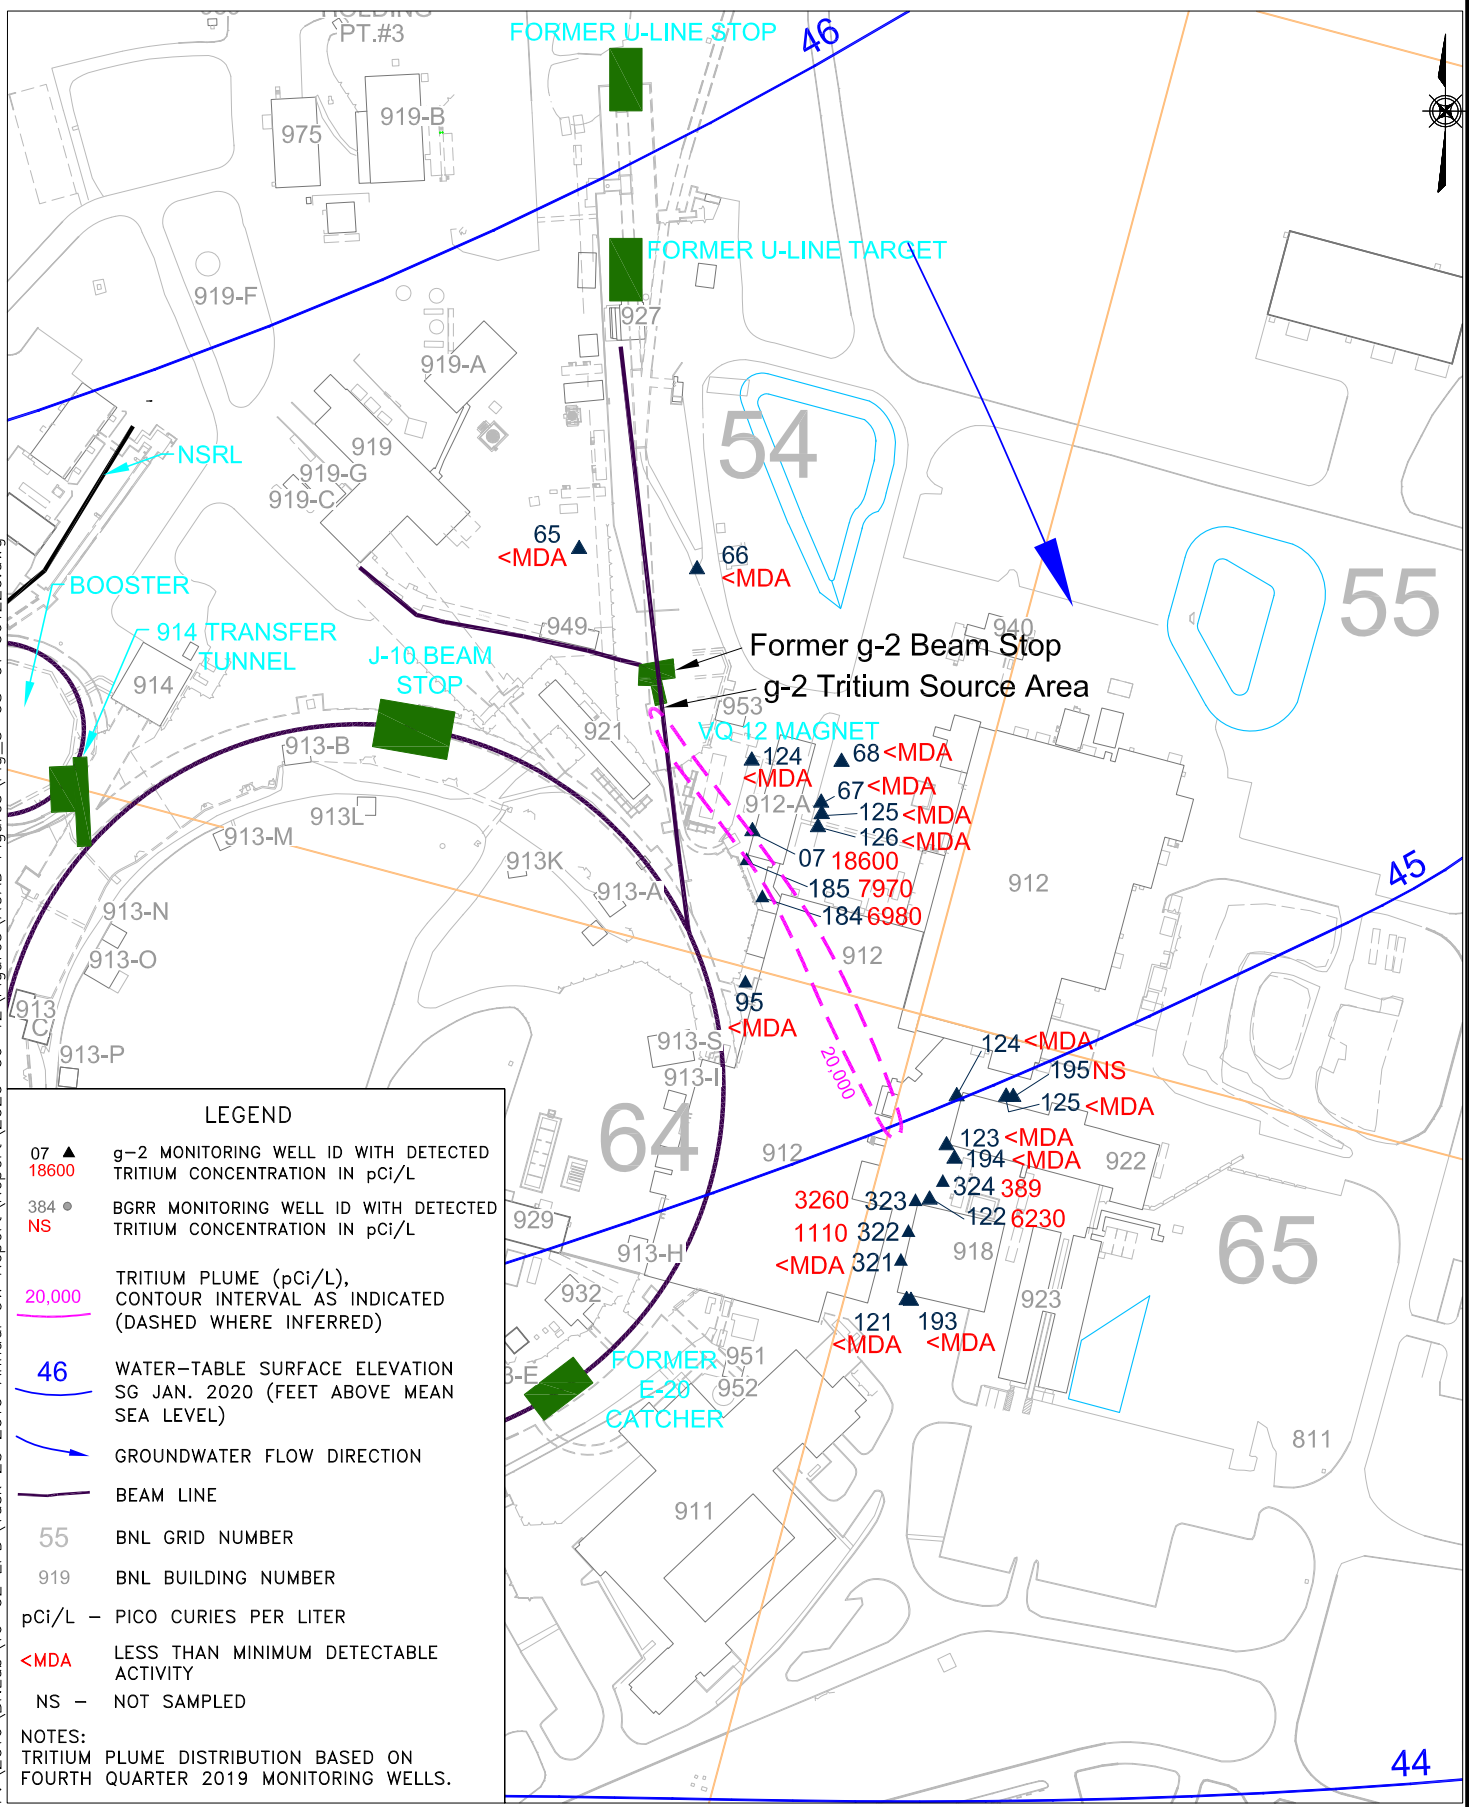 PT.#3
FORMER U-LINE STOP
46
975
919-B
FORMER U-LINE TARGET
919-F
927
919-A
54
919
NSRL
919-G
919-C
65
<MDA
66
<MDA
55
BOOSTER
914 TRANSFER
TUNNEL
949
940
J-10 BEAM
STOP
Former g-2 Beam Stop
g-2 Tritium Source Area
914
953
921
VQ 12 MAGNET
913-B
124
<MDA
68 <MDA
67 <MDA
912-A
125 <MDA
126 <MDA
913L
913-M
913K
07 18600
185 7970
184 6980
912
45
913-A
913-N
912
913-O
95
<MDA
913
C
913-S
913-P
913-I
20,000
124 <MDA
195 NS
125 <MDA
64
123 <MDA
194 <MDA
922
912
324 389
3260 323
122 6230
1110 322
918
65
<MDA 321
929
913-H
932
923
121
<MDA
193
<MDA
FORMER
E-20
CATCHER
951
952
811
911
44
LEGEND
07
18600
g-2 MONITORING WELL ID WITH DETECTED
TRITIUM CONCENTRATION IN pCi/L
384
NS
BGRR MONITORING WELL ID WITH DETECTED
TRITIUM CONCENTRATION IN pCi/L
20,000
TRITIUM PLUME (pCi/L),
CONTOUR INTERVAL AS INDICATED
(DASHED WHERE INFERRED)
46
WATER-TABLE SURFACE ELEVATION
SG JAN. 2020 (FEET ABOVE MEAN
SEA LEVEL)
GROUNDWATER FLOW DIRECTION
BEAM LINE
55 BNL GRID NUMBER
919 BNL BUILDING NUMBER
pCi/L - PICO CURIES PER LITER
<MDA LESS THAN MINIMUM DETECTABLE
ACTIVITY
NS - NOT SAMPLED
NOTES:
TRITIUM PLUME DISTRIBUTION BASED ON
FOURTH QUARTER 2019 MONITORING WELLS.